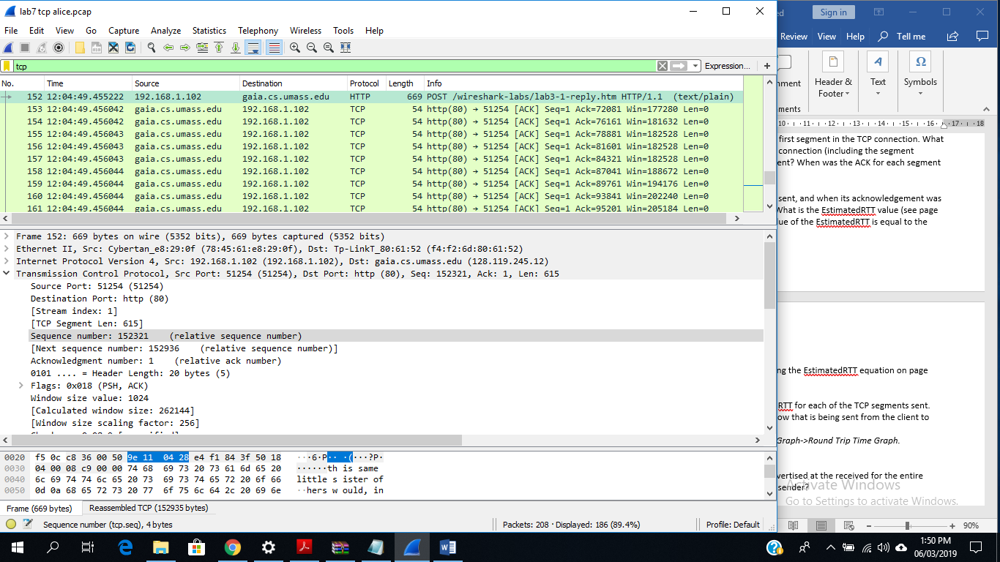 lab7 tcp alice.pcap
File Edit View Go Capture Analyze Statistics Telephony Wireless Tools Help
tcp
Expression... +
No. Time Source Destination Protocol Length Info
152 12:04:49.455222 192.168.1.102 gaia.cs.umass.edu HTTP 669 POST /wireshark-labs/lab3-1-reply.htm HTTP/1.1 (text/plain)
153 12:04:49.456042 gaia.cs.umass.edu 192.168.1.102 TCP 54 http(80) → 51254 [ACK] Seq=1 Ack=72081 Win=177280 Len=0
154 12:04:49.456042 gaia.cs.umass.edu 192.168.1.102 TCP 54 http(80) → 51254 [ACK] Seq=1 Ack=76161 Win=181632 Len=0
155 12:04:49.456043 gaia.cs.umass.edu 192.168.1.102 TCP 54 http(80) → 51254 [ACK] Seq=1 Ack=78881 Win=182528 Len=0
156 12:04:49.456043 gaia.cs.umass.edu 192.168.1.102 TCP 54 http(80) → 51254 [ACK] Seq=1 Ack=81601 Win=182528 Len=0
157 12:04:49.456043 gaia.cs.umass.edu 192.168.1.102 TCP 54 http(80) → 51254 [ACK] Seq=1 Ack=84321 Win=182528 Len=0
158 12:04:49.456044 gaia.cs.umass.edu 192.168.1.102 TCP 54 http(80) → 51254 [ACK] Seq=1 Ack=87041 Win=188672 Len=0
159 12:04:49.456044 gaia.cs.umass.edu 192.168.1.102 TCP 54 http(80) → 51254 [ACK] Seq=1 Ack=89761 Win=194176 Len=0
160 12:04:49.456044 gaia.cs.umass.edu 192.168.1.102 TCP 54 http(80) → 51254 [ACK] Seq=1 Ack=93841 Win=202240 Len=0
161 12:04:49.456044 gaia.cs.umass.edu 192.168.1.102 TCP 54 http(80) → 51254 [ACK] Seq=1 Ack=95201 Win=205184 Len=0
Frame 152: 669 bytes on wire (5352 bits), 669 bytes captured (5352 bits)
Ethernet II, Src: Cybertan_e8:29:0f (78:45:61:e8:29:0f), Dst: Tp-LinkT_80:61:52 (f4:f2:6d:80:61:52)
Internet Protocol Version 4, Src: 192.168.1.102 (192.168.1.102), Dst: gaia.cs.umass.edu (128.119.245.12)
Transmission Control Protocol, Src Port: 51254 (51254), Dst Port: http (80), Seq: 152321, Ack: 1, Len: 615
Source Port: 51254 (51254)
Destination Port: http (80)
[Stream index: 1]
[TCP Segment Len: 615]
Sequence number: 152321 (relative sequence number)
[Next sequence number: 152936 (relative sequence number)]
Acknowledgment number: 1 (relative ack number)
0101 .... = Header Length: 20 bytes (5)
Flags: 0x018 (PSH, ACK)
Window size value: 1024
[Calculated window size: 262144]
[Window size scaling factor: 256]
0020 f5 0c c8 36 00 50 9e 11 04 28 e4 f1 84 3f 50 18 ···6·P·· ·(···?P·
0030 04 00 08 c9 00 00 74 68 69 73 20 73 61 6d 65 20 ······th is same
0040 6c 69 74 74 6c 65 20 73 69 73 74 65 72 20 6f 66 little s ister of
0050 0d 0a 68 65 72 73 20 77 6f 75 6c 64 2c 20 69 6e ··hers w ould, in
Frame (669 bytes) Reassembled TCP (152935 bytes)
Sequence number (tcp.seq), 4 bytes Packets: 208 · Displayed: 186 (89.4%) Profile: Default
ed Sign in
Review View Help Tell me
mment Header & Footer Text Symbols
ments
10 11 12 13 14 15 16 17 18
first segment in the TCP connection. What
connection (including the segment
ent? When was the ACK for each segment
sent, and when its acknowledgement was
What is the EstimatedRTT value (see page
lue of the EstimatedRTT is equal to the
ng the EstimatedRTT equation on page
RTT for each of the TCP segments sent.
ow that is being sent from the client to
Graph->Round Trip Time Graph.
vertised at the received for the entire
sender?
Activate Windows
Go to Settings to activate Windows.
90%
1:50 PM
06/03/2019